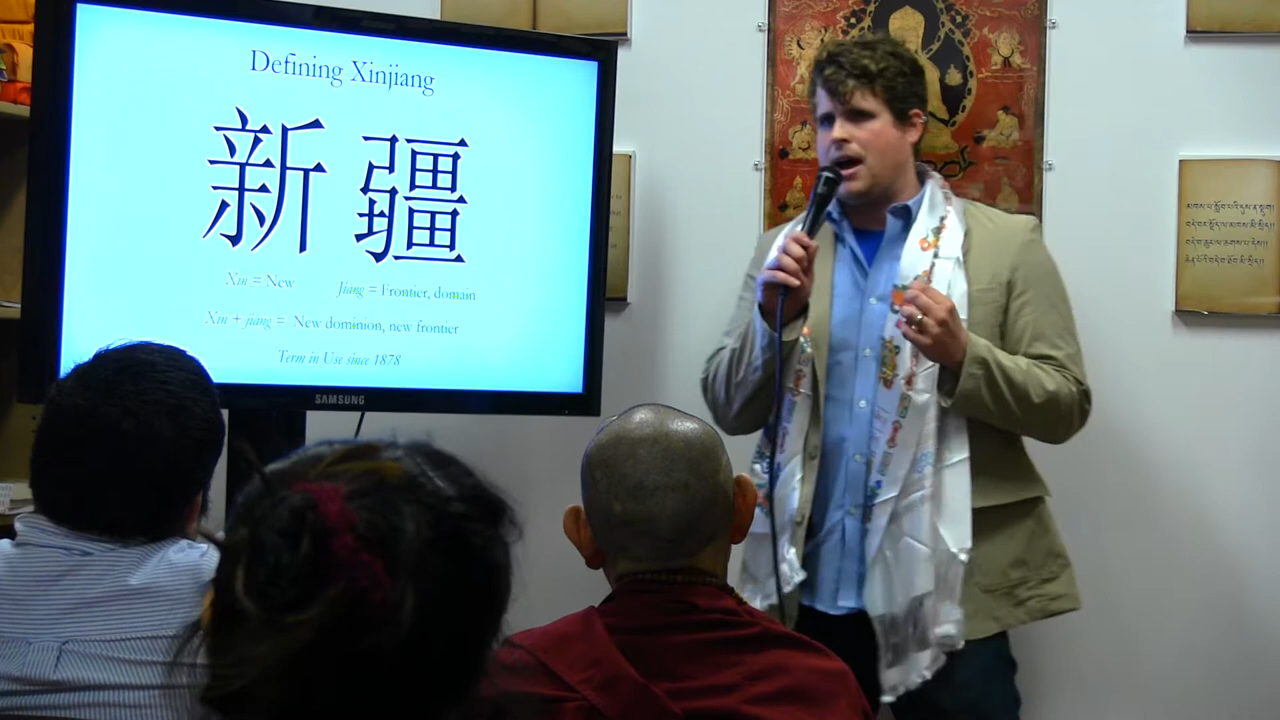 Defining Xinjiang
新疆
Xin = New Jiang = Frontier, domain
Xin + jiang = New dominion, new frontier
Term in Use since 1878
SAMSUNG